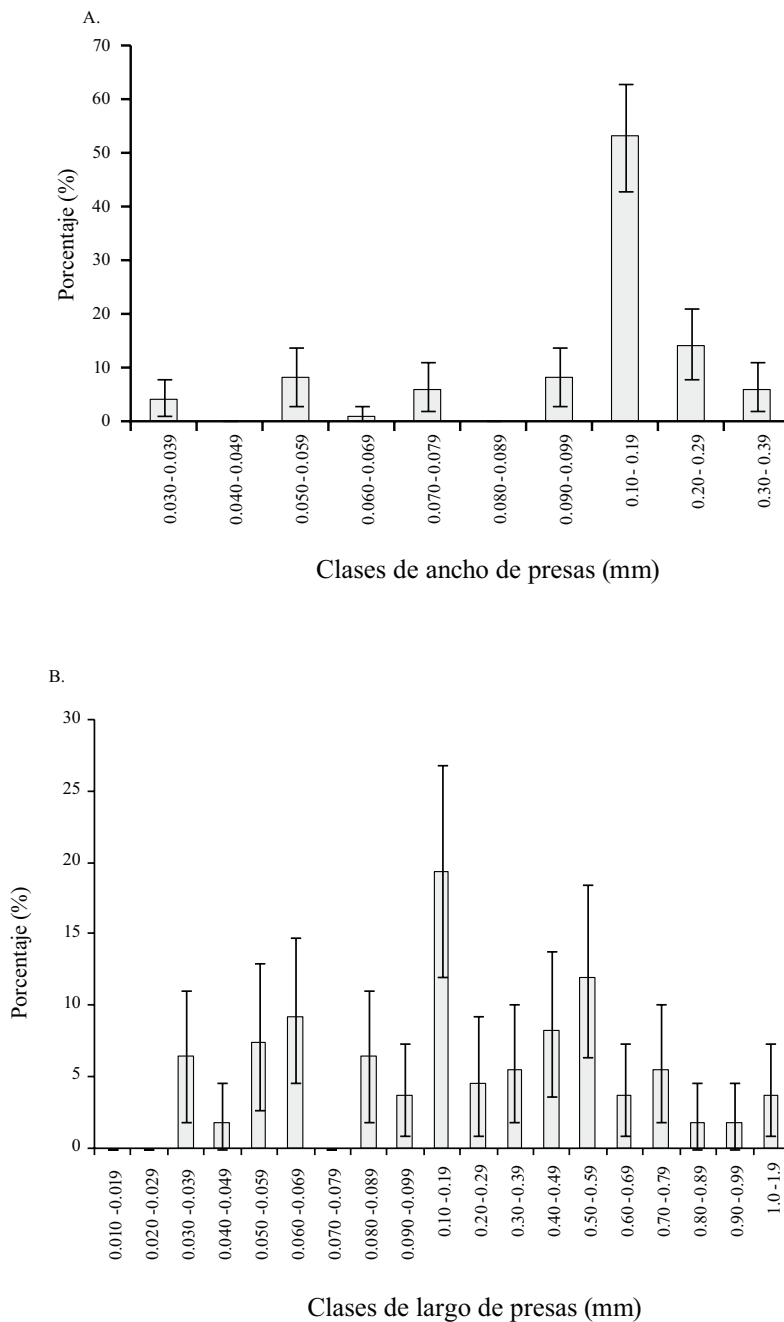 A.
70
60
50
40
30
20
10
0
Porcentaje (%)
0.030 - 0.039
0.040 - 0.049
0.050 - 0.059
0.060 - 0.069
0.070 - 0.079
0.080 - 0.089
0.090 - 0.099
0.10 - 0.19
0.20 - 0.29
0.30 - 0.39
Clases de ancho de presas (mm)
B.
30
25
20
15
10
5
0
Porcentaje (%)
0.010 -0.019
0.020 -0.029
0.030 -0.039
0.040 -0.049
0.050 -0.059
0.060 -0.069
0.070 -0.079
0.080 -0.089
0.090 -0.099
0.10 -0.19
0.20 -0.29
0.30 -0.39
0.40 -0.49
0.50 -0.59
0.60 -0.69
0.70 -0.79
0.80 -0.89
0.90 -0.99
1.0 -1.9
Clases de largo de presas (mm)